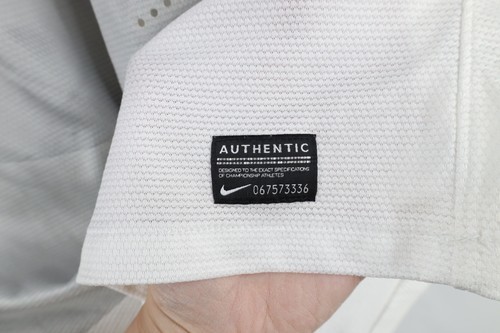 AUTHENTIC
DESIGNED TO THE EXACT SPECIFICATIONS
OF CHAMPIONSHIP ATHLETES
067573336